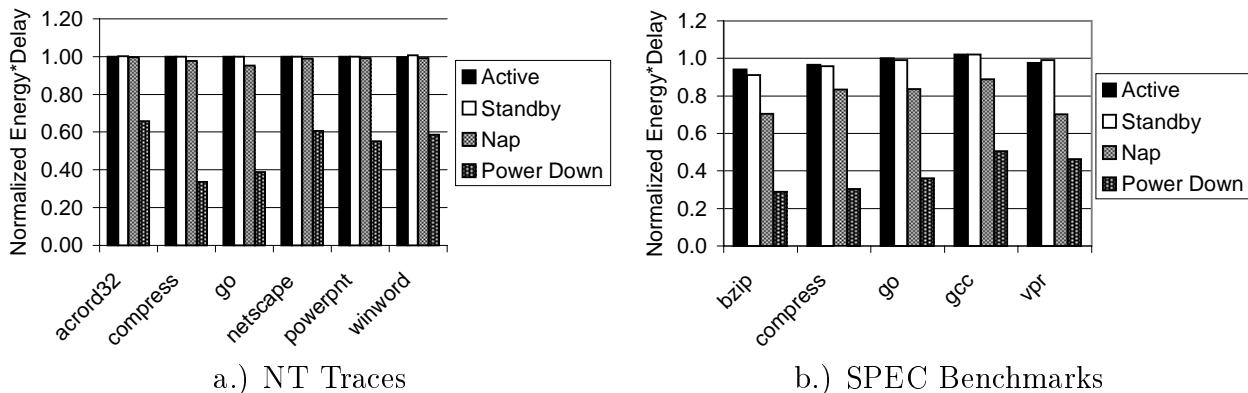 Normalized Energy*Delay
1.20
1.00
0.80
0.60
0.40
0.20
0.00
acrord32
compress
go
netscape
powerpnt
winword
Active
Standby
Nap
Power Down
a.) NT Traces
Normalized Energy*Delay
1.2
1.0
0.8
0.6
0.4
0.2
0.0
bzip
compress
go
gcc
vpr
Active
Standby
Nap
Power Down
b.) SPEC Benchmarks